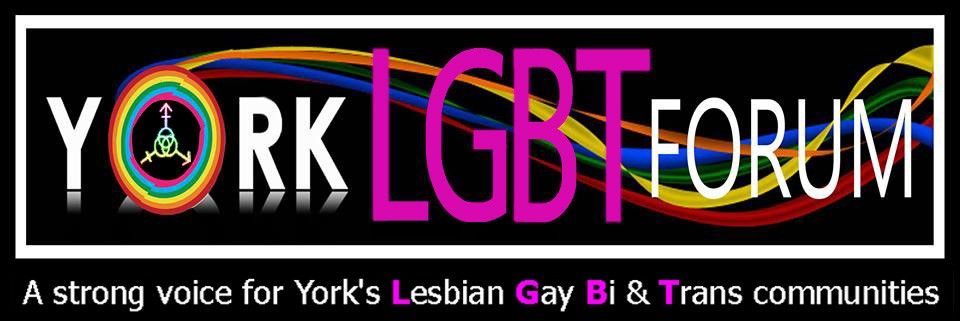 YORK LGBT FORUM
A strong voice for York's Lesbian Gay Bi & Trans communities